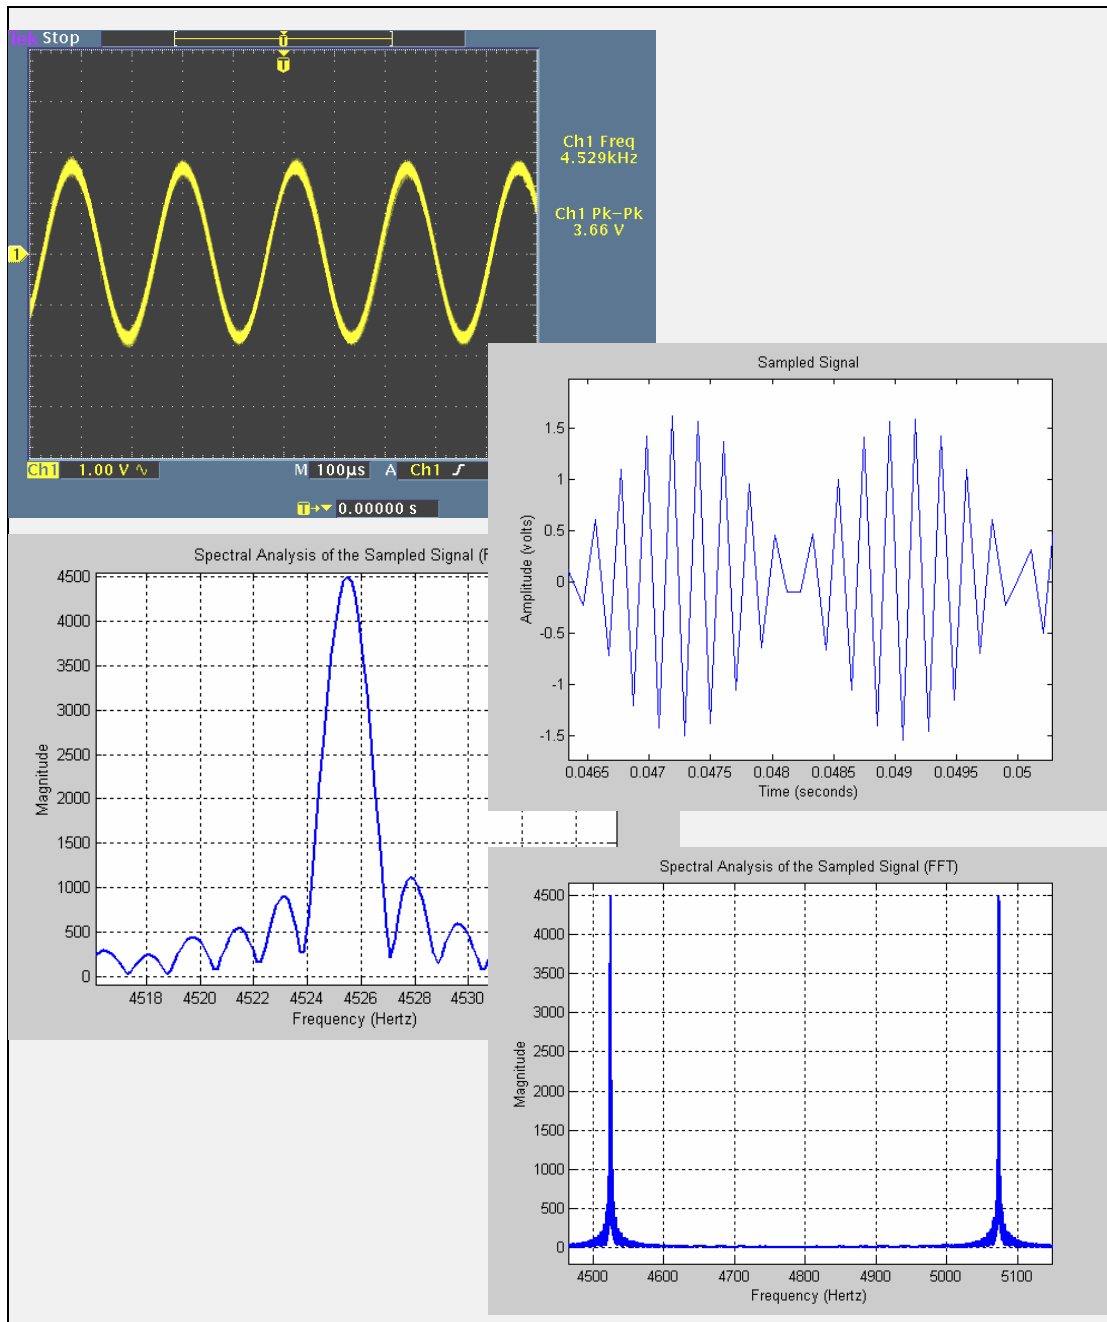 Tek Stop
T
T
Ch1 Freq
4.529kHz
Ch1 Pk-Pk
3.66 V
1
Ch1 1.00 V M 100µs A Ch1
T 0.00000 s
Sampled Signal
1.5
1
0.5
0
-0.5
-1
-1.5
Amplitude (volts)
0.0465 0.047 0.0475 0.048 0.0485 0.049 0.0495 0.05
Time (seconds)
Spectral Analysis of the Sampled Signal (F
4500
4000
3500
3000
2500
2000
1500
1000
500
0
Magnitude
4518 4520 4522 4524 4526 4528 4530
Frequency (Hertz)
Spectral Analysis of the Sampled Signal (FFT)
4500
4000
3500
3000
2500
2000
1500
1000
500
0
Magnitude
4500 4600 4700 4800 4900 5000 5100
Frequency (Hertz)